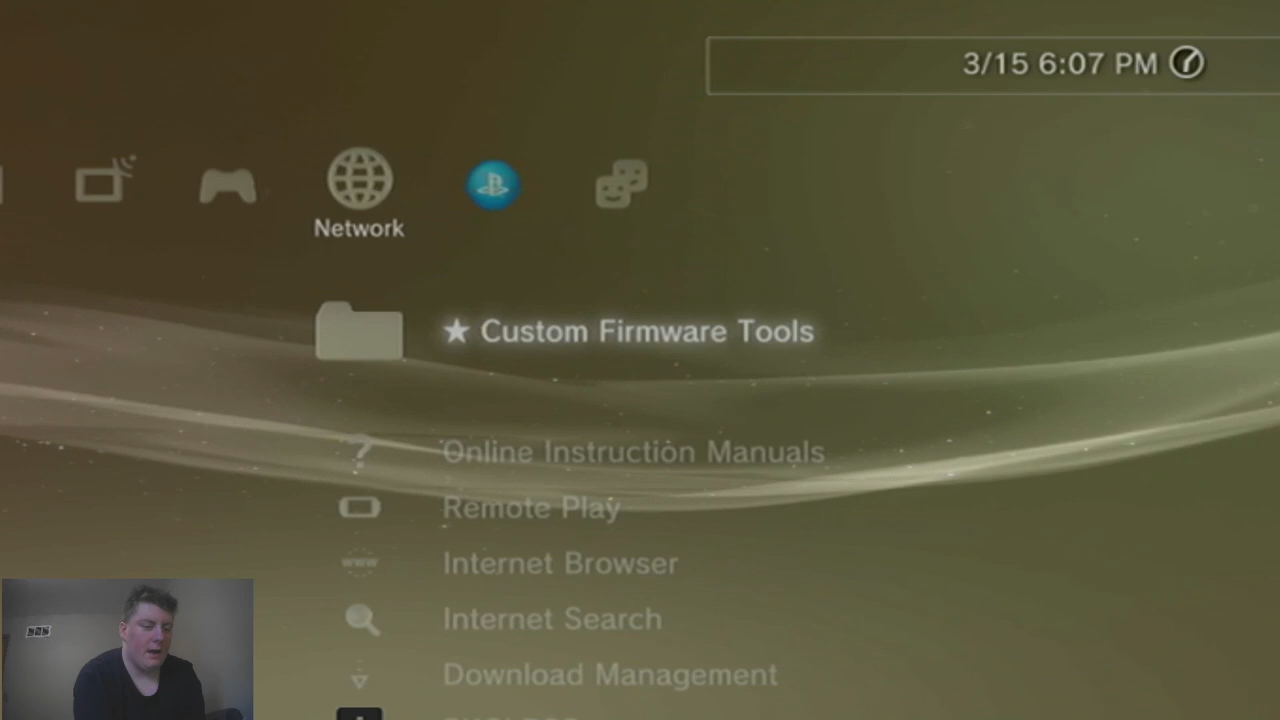 3/15 6:07 PM
Network
★ Custom Firmware Tools
Online Instruction Manuals
Remote Play
www
Internet Browser
Internet Search
Download Management